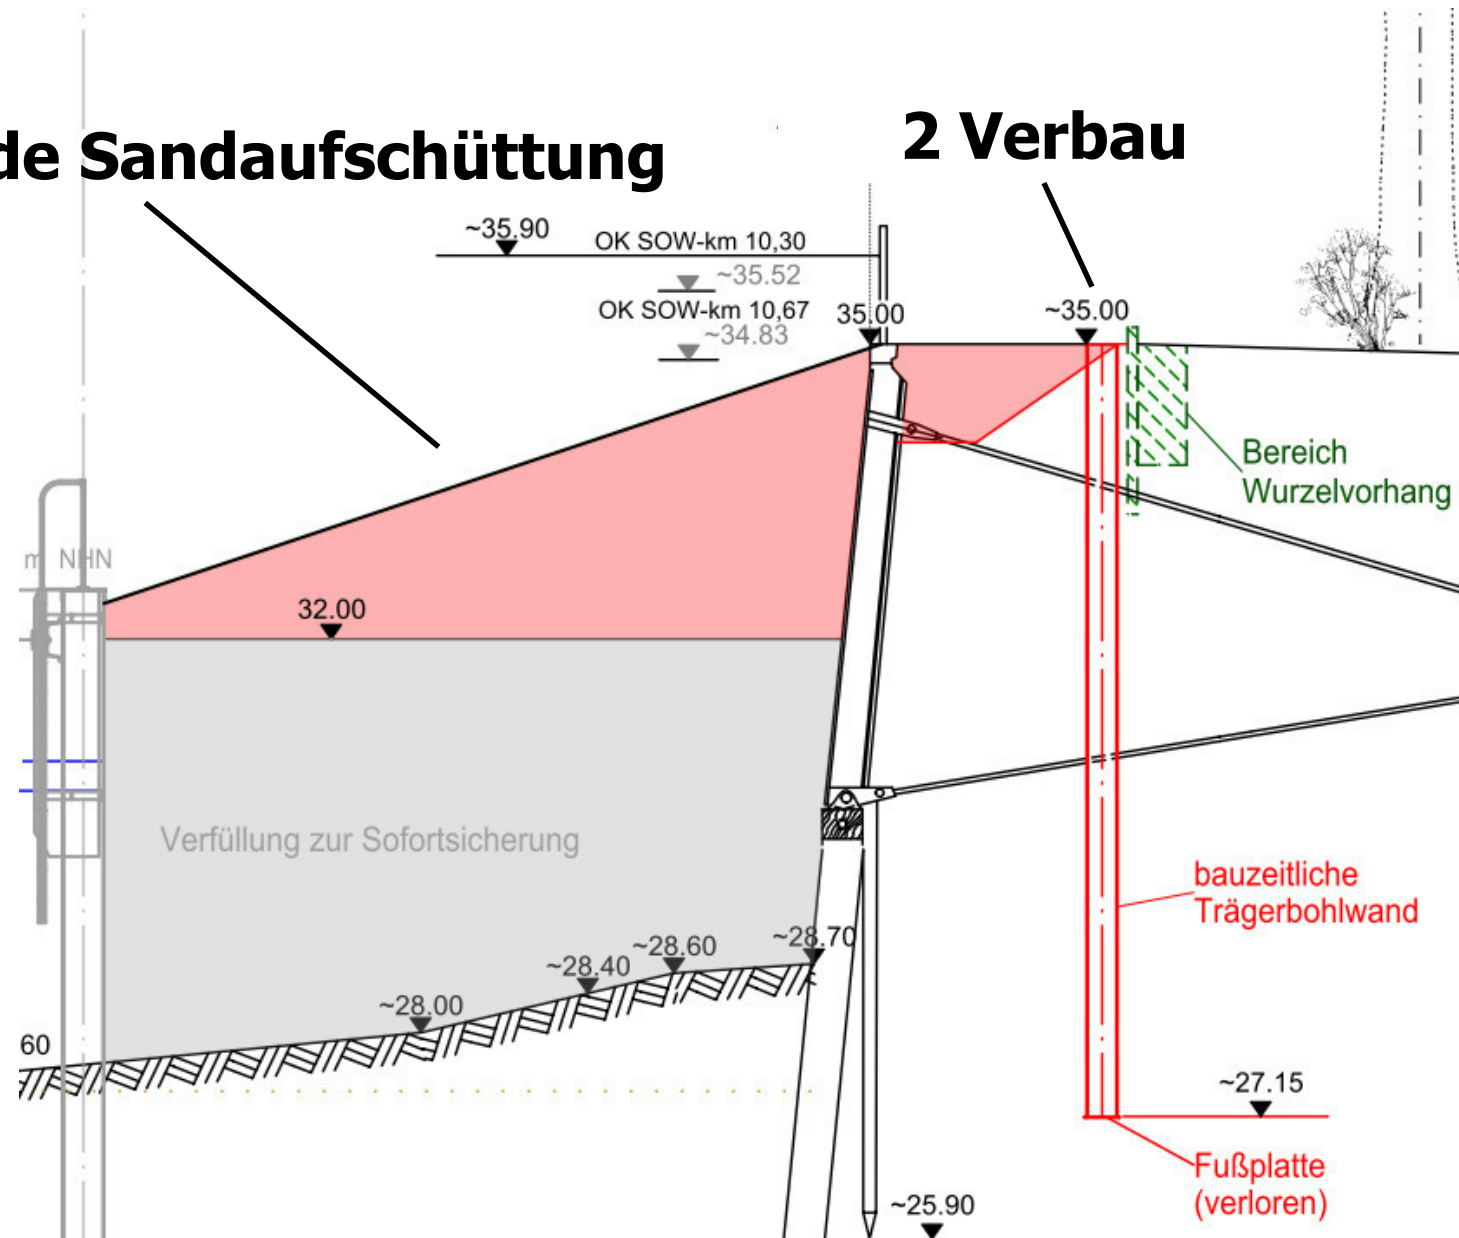 de Sandaufschüttung
2 Verbau
~35.90
OK SOW-km 10,30
~35.52
OK SOW-km 10,67
~34.83
35.00
~35.00
Bereich
Wurzelvorhang
m NHN
32.00
Verfüllung zur Sofortsicherung
bauzeitliche
Trägerbohlwand
~28.70
~28.60
~28.40
~28.00
60
~27.15
Fußplatte
(verloren)
~25.90